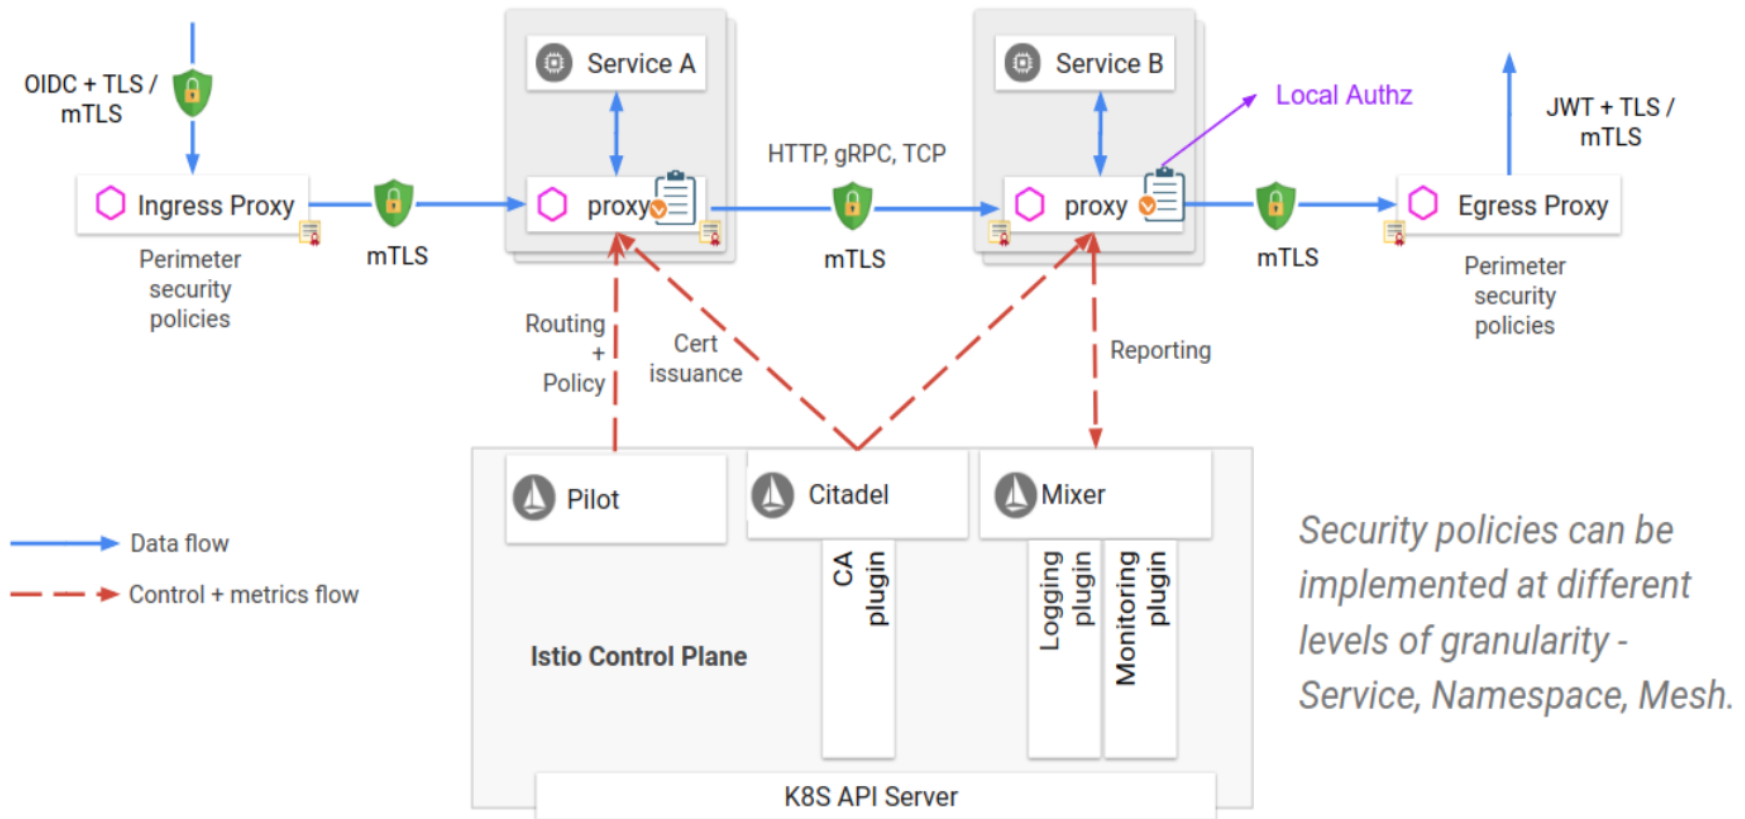 OIDC + TLS /
mTLS
Service A
Service B
Local Authz
JWT + TLS /
mTLS
HTTP, gRPC, TCP
Ingress Proxy
proxy
proxy
Egress Proxy
mTLS
mTLS
mTLS
Perimeter
security
policies
Perimeter
security
policies
Routing
+
Policy
Cert
issuance
Reporting
Pilot
Citadel
Mixer
Data flow
Control + metrics flow
CA
plugin
Logging
plugin
Monitoring
plugin
Istio Control Plane
K8S API Server
Security policies can be
implemented at different
levels of granularity -
Service, Namespace, Mesh.